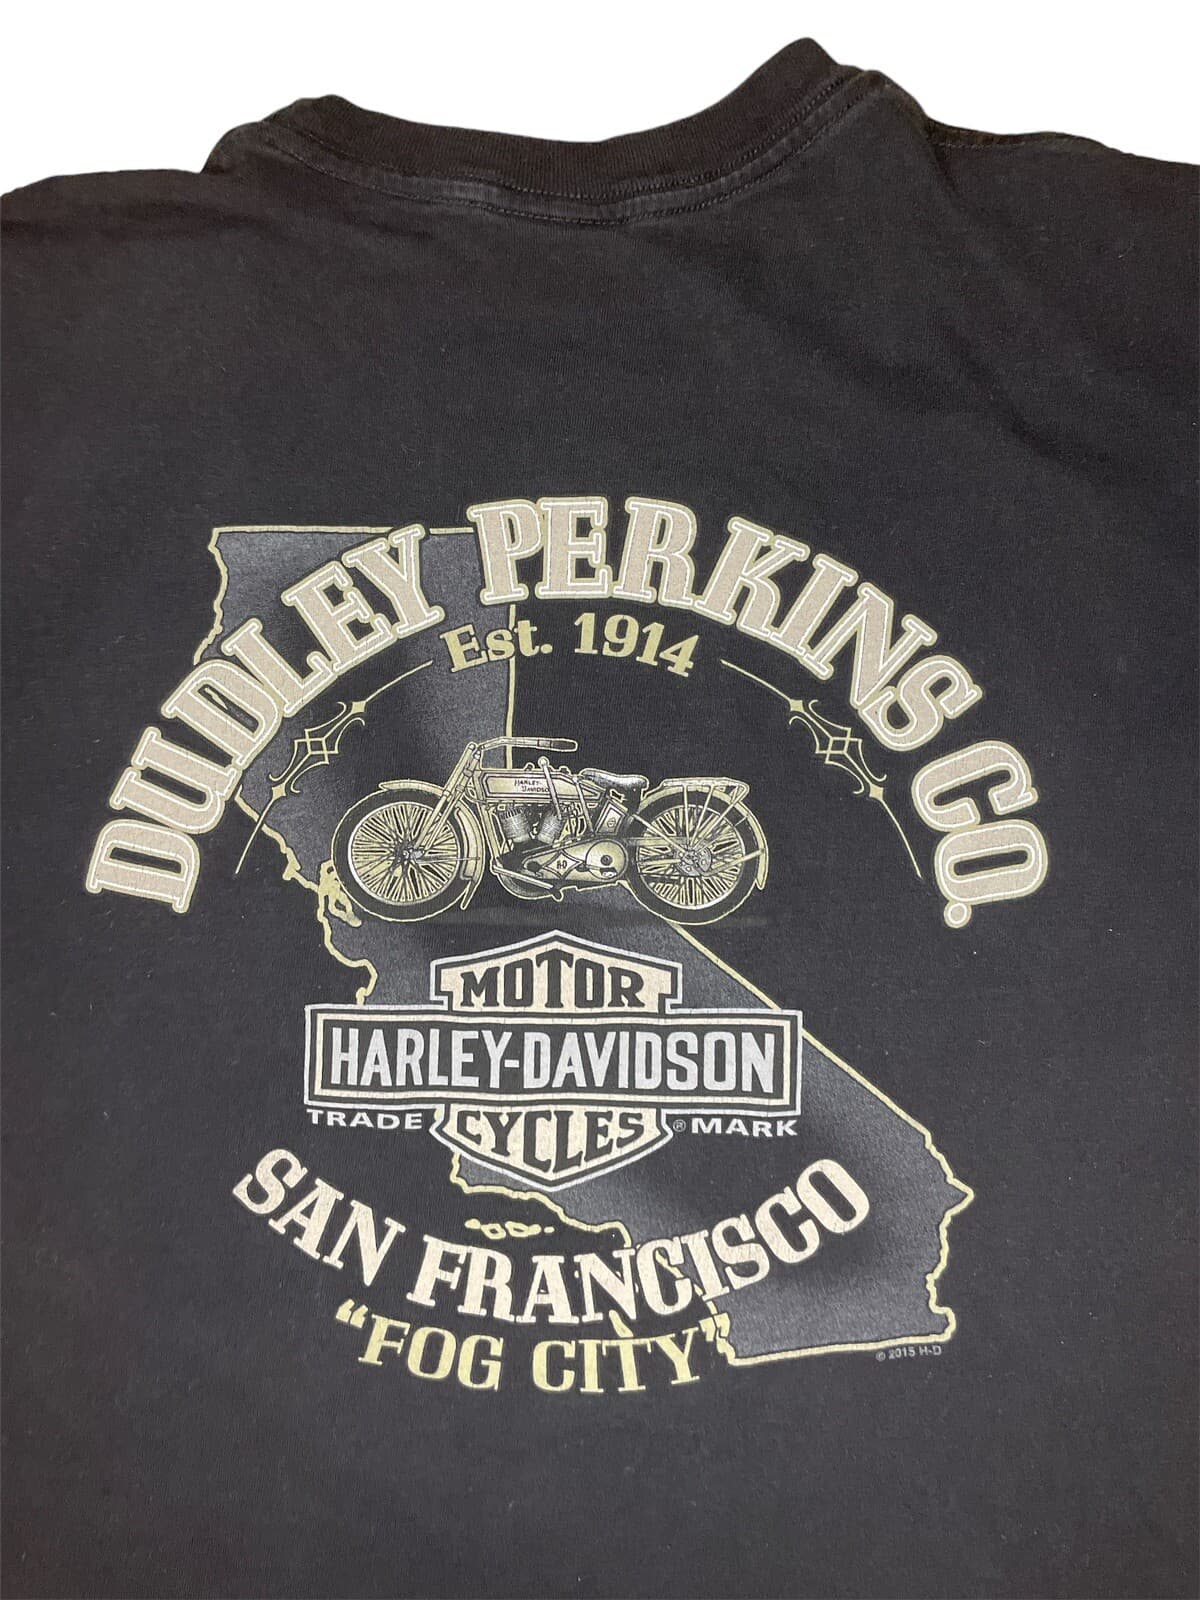 DUDLEY PERKINS CO.
Est. 1914
HARLEY-DAVIDSON
H-D
MOTOR
HARLEY-DAVIDSON
CYCLES
TRADE MARK ®
SAN FRANCISCO
"FOG CITY"
© 2015 H-D